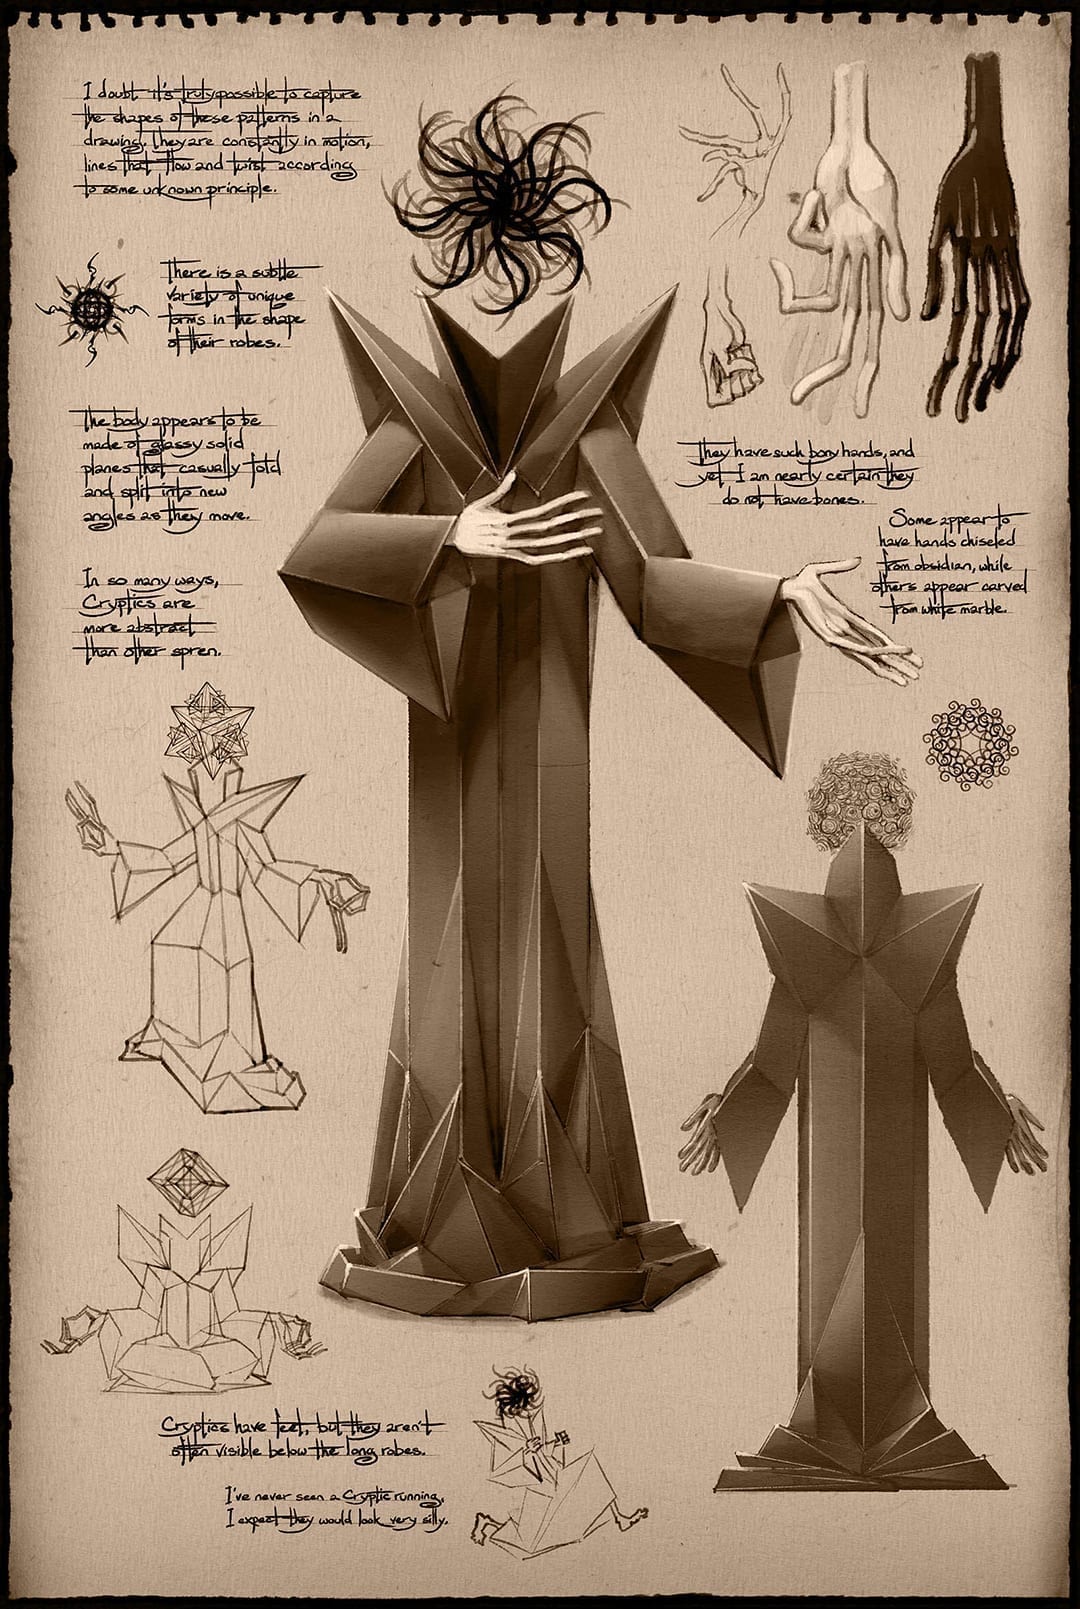 I doubt it's truly possible to capture
the shapes of these patterns in a
drawing. They are constantly in motion,
lines that flow and twist according
to some unknown principle.
There is a subtle
variety of unique
forms in the shape
of their robes.
The body appears to be
made of glassy solid
planes that casually fold
and split into new
angles as they move.
In so many ways,
Cryptics are
more abstract
than other spren.
They have such bony hands, and
yet I am nearly certain they
do not have bones.
Some appear to
have hands chiseled
from obsidian, while
others appear carved
from white marble.
Cryptics have feet, but they aren't
often visible below the long robes.
I've never seen a Cryptic running,
I expect they would look very silly.